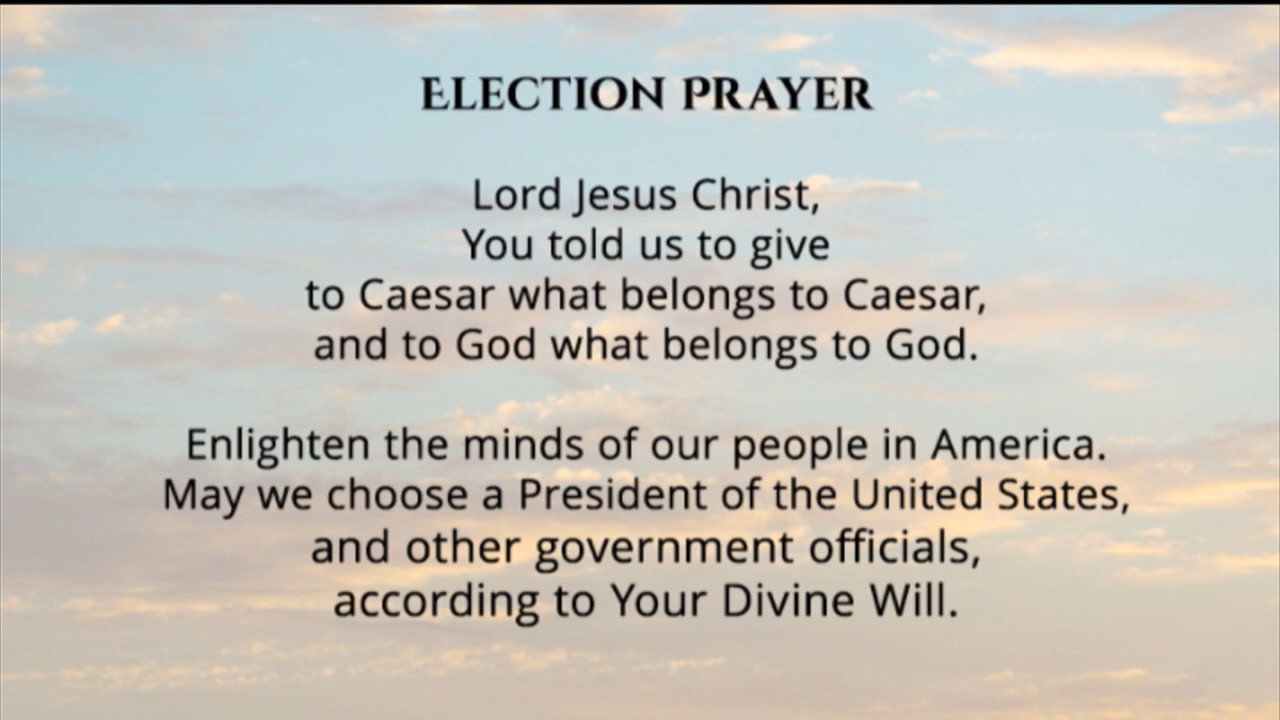 ELECTION PRAYER
Lord Jesus Christ,
You told us to give
to Caesar what belongs to Caesar,
and to God what belongs to God.
Enlighten the minds of our people in America.
May we choose a President of the United States,
and other government officials,
according to Your Divine Will.